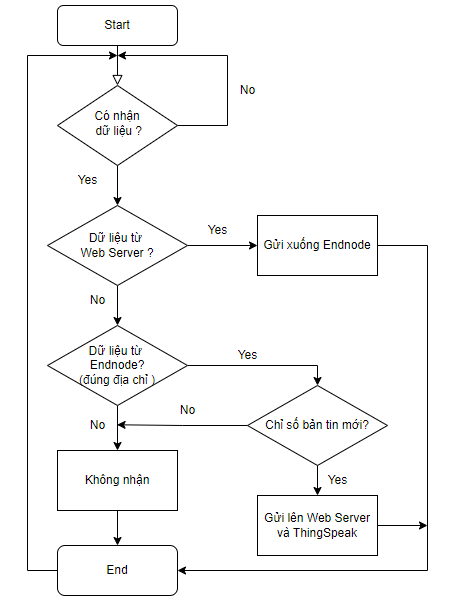 Start
No
Có nhận
dữ liệu ?
Yes
Dữ liệu từ
Web Server ?
Yes
Gửi xuống Endnode
No
Dữ liệu từ
Endnode?
(đúng địa chỉ )
Yes
No
Chỉ số bản tin mới?
No
Yes
Không nhận
Gửi lên Web Server
và ThingSpeak
End